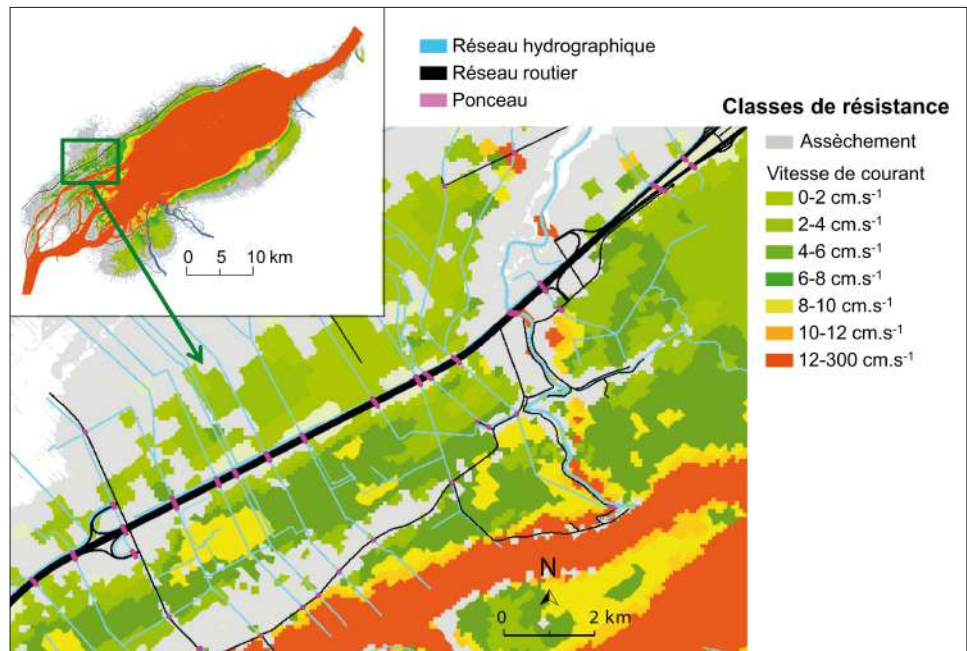 Réseau hydrographique
Réseau routier
Ponceau
Classes de résistance
Assèchement
Vitesse de courant
0-2 cm.s⁻¹
2-4 cm.s⁻¹
4-6 cm.s⁻¹
6-8 cm.s⁻¹
8-10 cm.s⁻¹
10-12 cm.s⁻¹
12-300 cm.s⁻¹
0 5 10 km
N
0 2 km